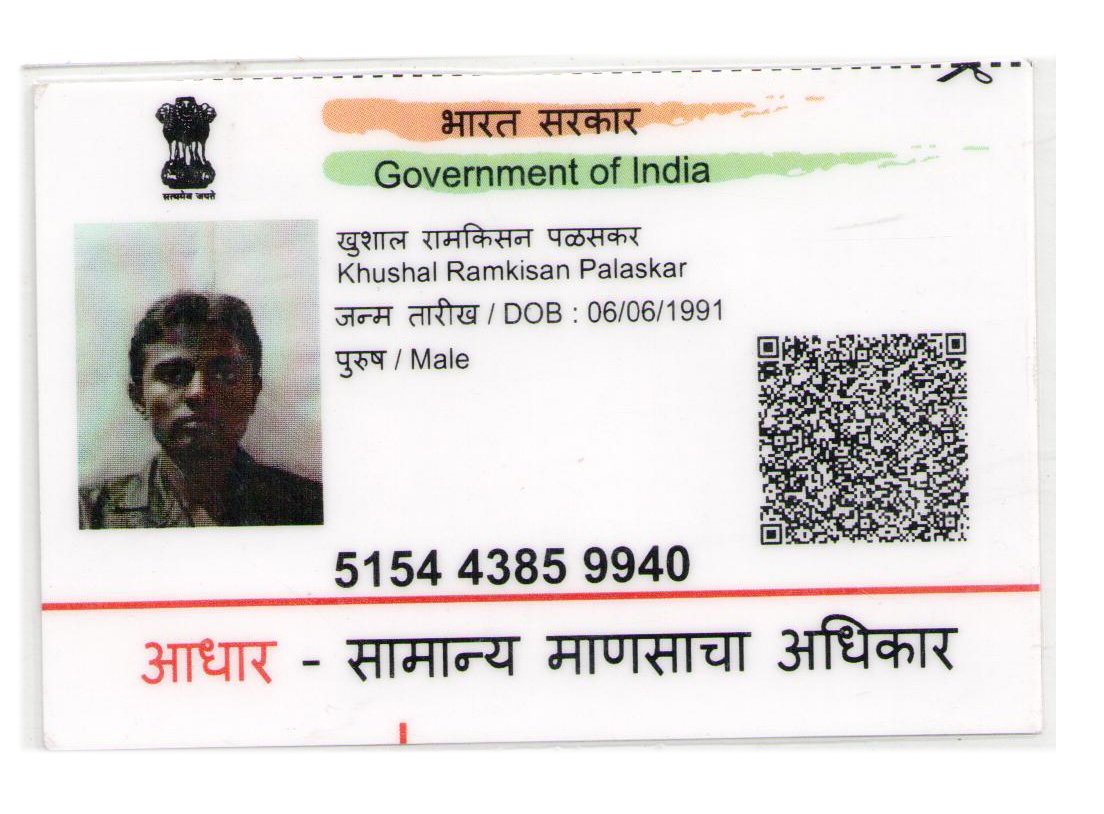 भारत सरकार
Government of India
सत्यमेव जयते
खुशाल रामकिसन पळसकर
Khushal Ramkisan Palaskar
जन्म तारीख / DOB : 06/06/1991
पुरुष / Male
5154 4385 9940
आधार - सामान्य माणसाचा अधिकार